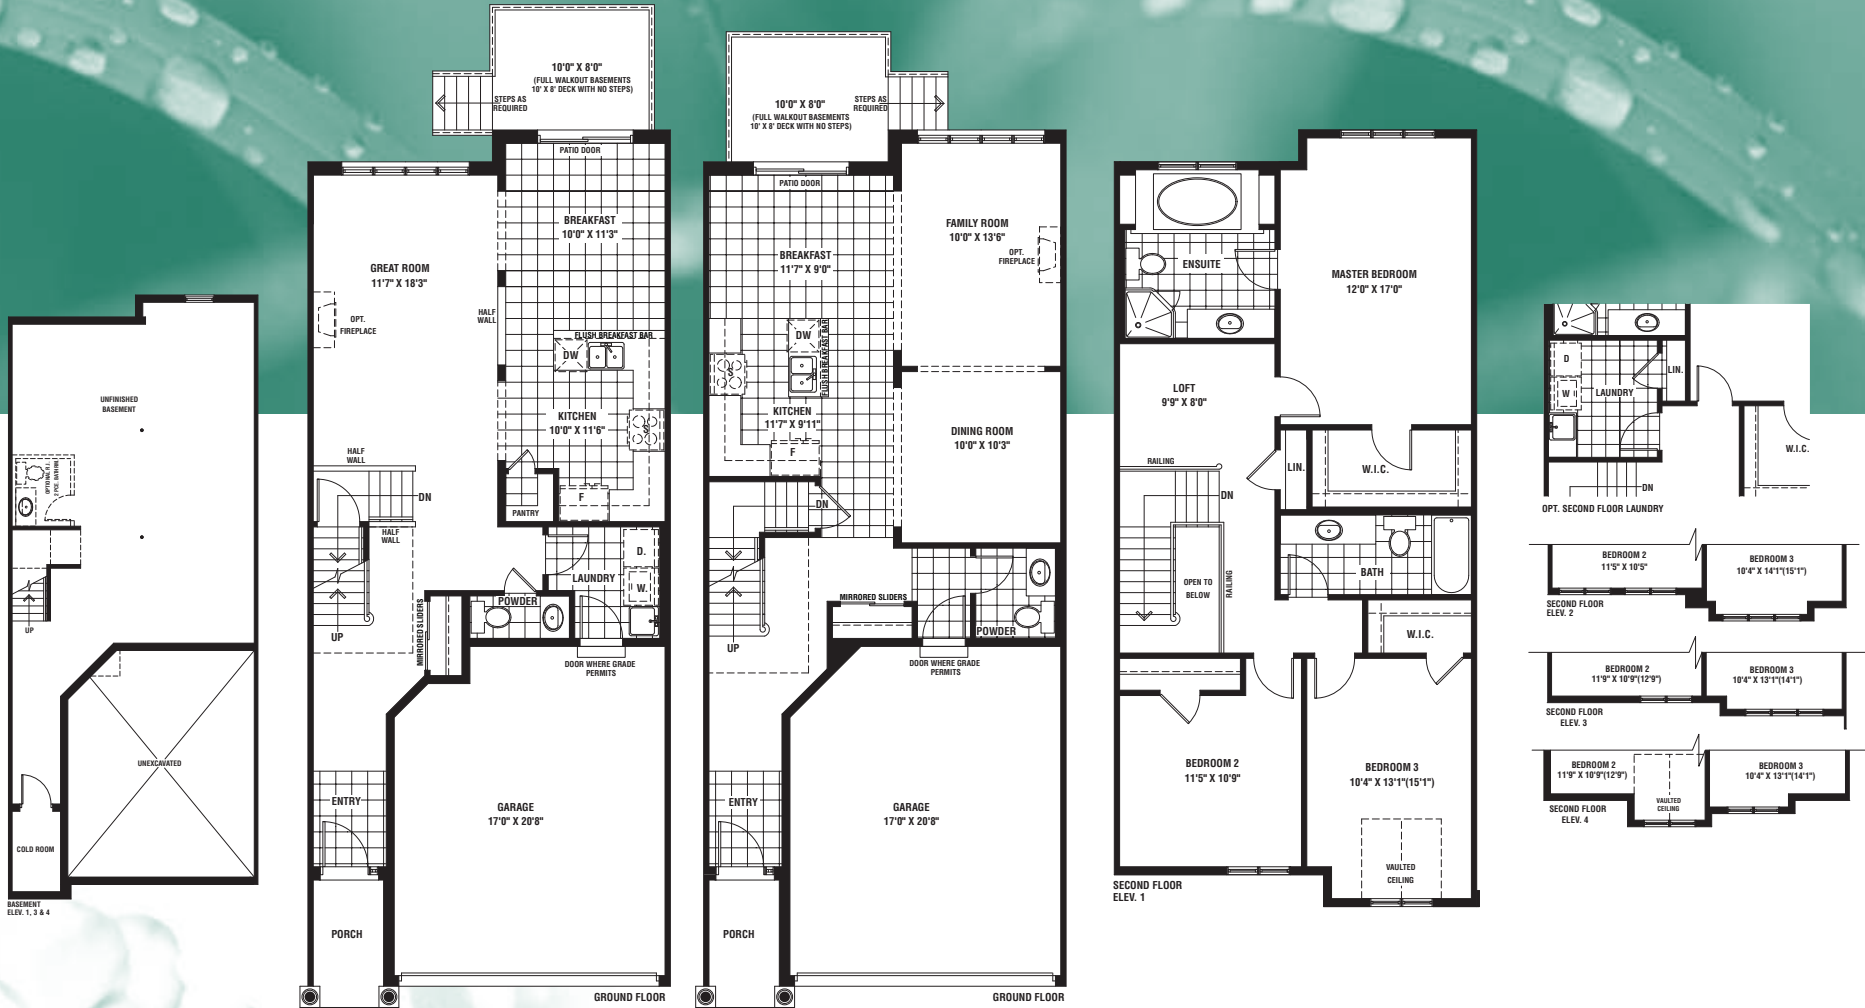 UNFINISHED
BASEMENT
OPTIONAL R.I.
2 PCE. BATH RM.
UP
UNEXCAVATED
COLD ROOM
BASEMENT
ELEV. 1, 3 & 4
10'0" X 8'0"
(FULL WALKOUT BASEMENTS
10' X 8' DECK WITH NO STEPS)
STEPS AS
REQUIRED
PATIO DOOR
BREAKFAST
10'0" X 11'3"
GREAT ROOM
11'7" X 18'3"
OPT.
FIREPLACE
HALF
WALL
FLUSH BREAKFAST BAR
DW
KITCHEN
10'0" X 11'6"
S
HALF
WALL
DN
F
PANTRY
HALF
WALL
D.
LAUNDRY
W.
POWDER
MIRRORED SLIDERS
UP
DOOR WHERE GRADE
PERMITS
ENTRY
GARAGE
17'0" X 20'8"
PORCH
GROUND FLOOR
10'0" X 8'0"
(FULL WALKOUT BASEMENTS
10' X 8' DECK WITH NO STEPS)
STEPS AS
REQUIRED
PATIO DOOR
FAMILY ROOM
10'0" X 13'6"
BREAKFAST
11'7" X 9'0"
OPT.
FIREPLACE
DW
FLUSH BREAKFAST BAR
S
KITCHEN
11'7" X 9'11"
F
DINING ROOM
10'0" X 10'3"
DN
MIRRORED SLIDERS
POWDER
UP
DOOR WHERE GRADE
PERMITS
ENTRY
GARAGE
17'0" X 20'8"
PORCH
GROUND FLOOR
ENSUITE
MASTER BEDROOM
12'0" X 17'0"
LOFT
9'9" X 8'0"
RAILING
LIN.
W.I.C.
DN
OPEN TO
BELOW
RAILING
BATH
W.I.C.
BEDROOM 2
11'5" X 10'9"
BEDROOM 3
10'4" X 13'1"(15'1")
VAULTED
CEILING
SECOND FLOOR
ELEV. 1
D
W
LAUNDRY
LIN.
W.I.C.
DN
OPT. SECOND FLOOR LAUNDRY
BEDROOM 2
11'5" X 10'5"
BEDROOM 3
10'4" X 14'1"(15'1")
SECOND FLOOR
ELEV. 2
BEDROOM 2
11'9" X 10'9"(12'9")
BEDROOM 3
10'4" X 13'1"(14'1")
SECOND FLOOR
ELEV. 3
BEDROOM 2
11'9" X 10'9"(12'9")
BEDROOM 3
10'4" X 13'1"(14'1")
VAULTED
CEILING
SECOND FLOOR
ELEV. 4